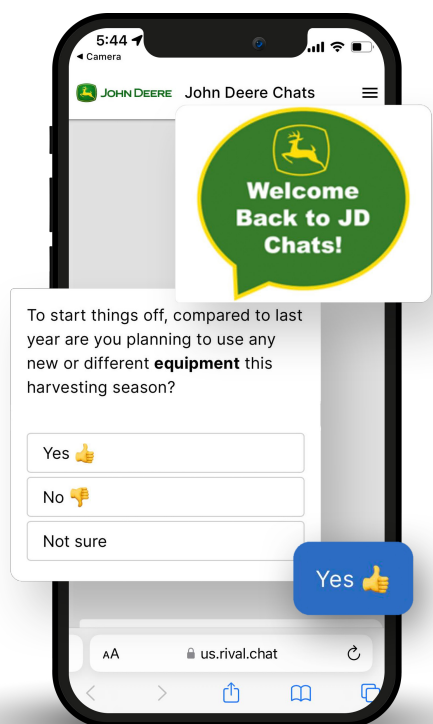 5:44
Camera
JOHN DEERE John Deere Chats
Welcome
Back to JD
Chats!
To start things off, compared to last
year are you planning to use any
new or different equipment this
harvesting season?
Yes 👍
No 👎
Not sure
Yes 👍
AA us.rival.chat